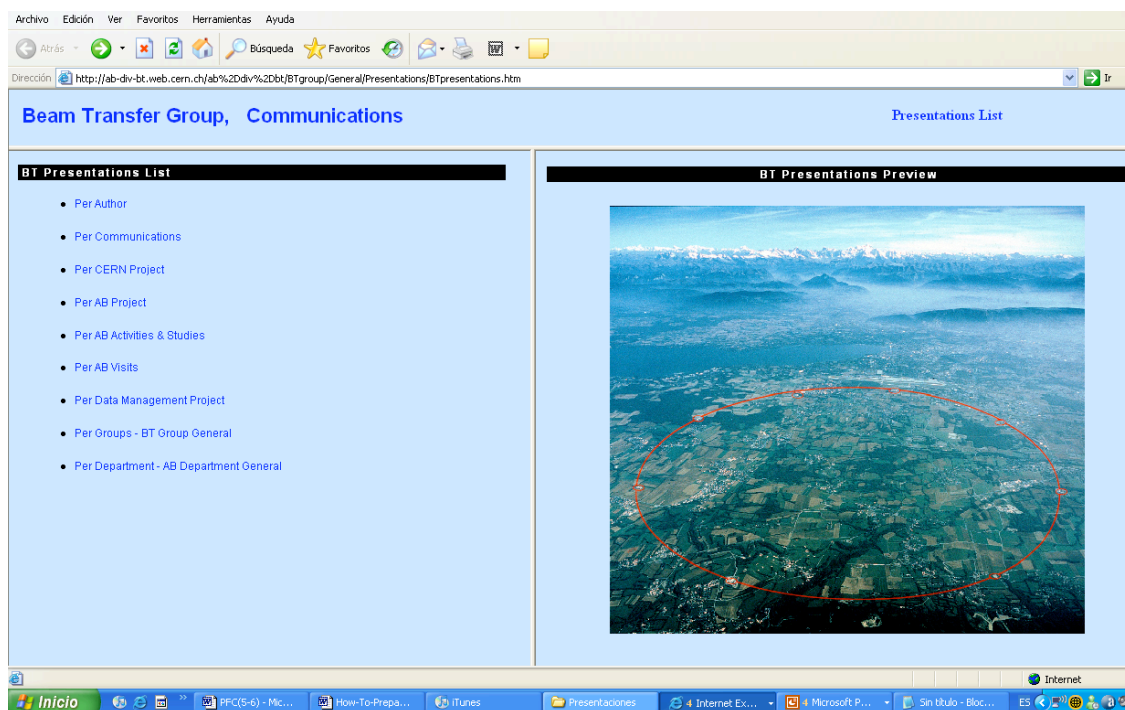 Archivo Edición Ver Favoritos Herramientas Ayuda
Atrás Búsqueda Favoritos
Dirección http://ab-div-bt.web.cern.ch/ab%2Ddiv%2Dbt/BTgroup/General/Presentations/BTpresentations.htm Ir
Beam Transfer Group, Communications Presentations List
BT Presentations List
Per Author
Per Communications
Per CERN Project
Per AB Project
Per AB Activities & Studies
Per AB Visits
Per Data Management Project
Per Groups - BT Group General
Per Department - AB Department General
BT Presentations Preview
Internet
Inicio PFC(5-6) - Mic... How-To-Prepa... iTunes Presentaciones 4 Internet Ex... 4 Microsoft P... Sin título - Bloc... ES